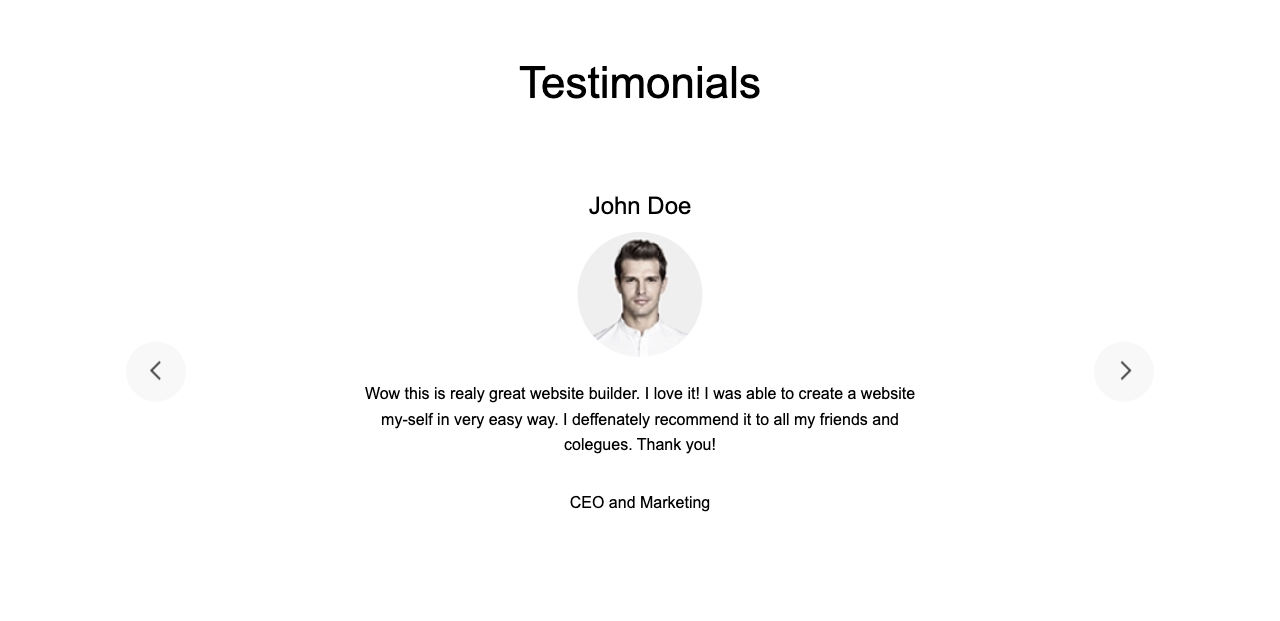 Testimonials
John Doe
Wow this is realy great website builder. I love it! I was able to create a website
my-self in very easy way. I deffenately recommend it to all my friends and
colegues. Thank you!
CEO and Marketing